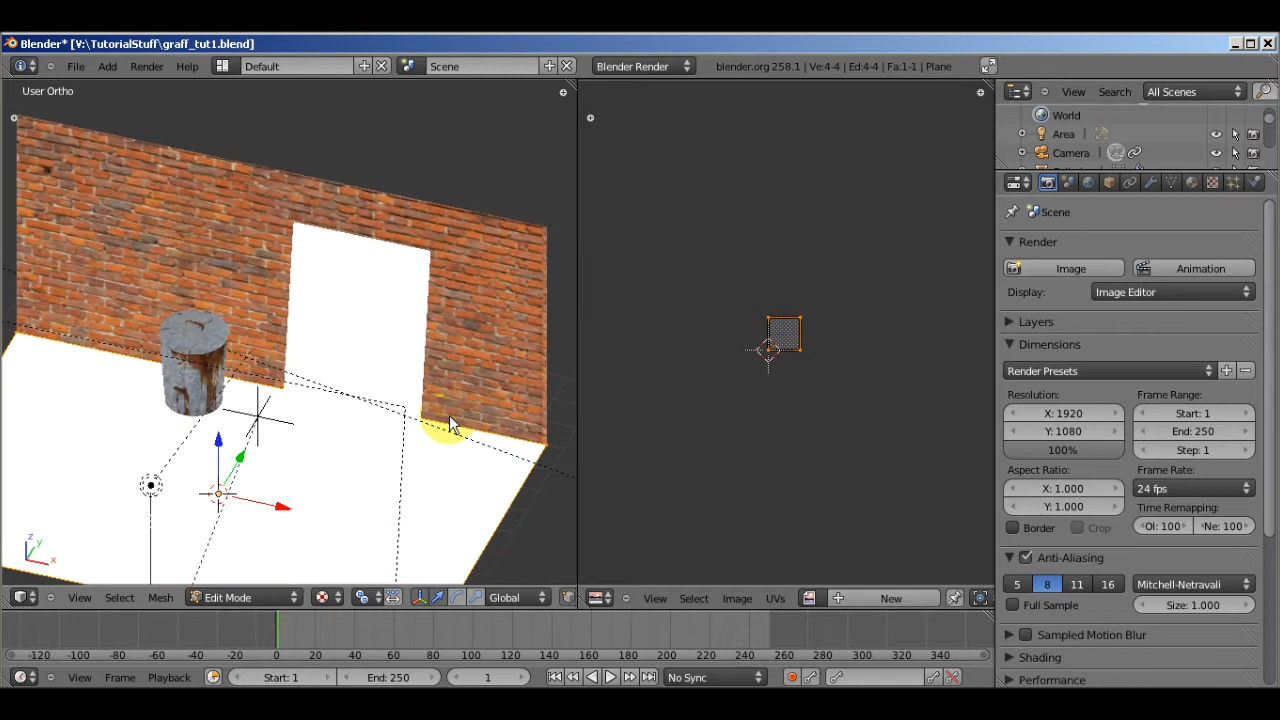 Blender* [V:\TutorialStuff\graff_tut1.blend]
File Add Render Help Default Scene Blender Render blender.org 258.1 | Ve:4-4 | Ed:4-4 | Fa:1-1 | Plane
User Ortho
View Search All Scenes
World
Area
Camera
Scene
Render
Image Animation
Display: Image Editor
Layers
Dimensions
Render Presets
Resolution: Frame Range:
X: 1920 Start: 1
Y: 1080 End: 250
100% Step: 1
Aspect Ratio: Frame Rate:
X: 1.000 24 fps
Y: 1.000 Time Remapping:
Border Crop Ol: 100 Ne: 100
Anti-Aliasing
5 8 11 16 Mitchell-Netravali
Full Sample Size: 1.000
Sampled Motion Blur
Shading
Performance
z y x
View Select Mesh Edit Mode Global
View Select Image UVs New
-120 -100 -80 -60 -40 -20 0 20 40 60 80 100 120 140 160 180 200 220 240 260 280 300 320 340
View Frame Playback Start: 1 End: 250 1 No Sync